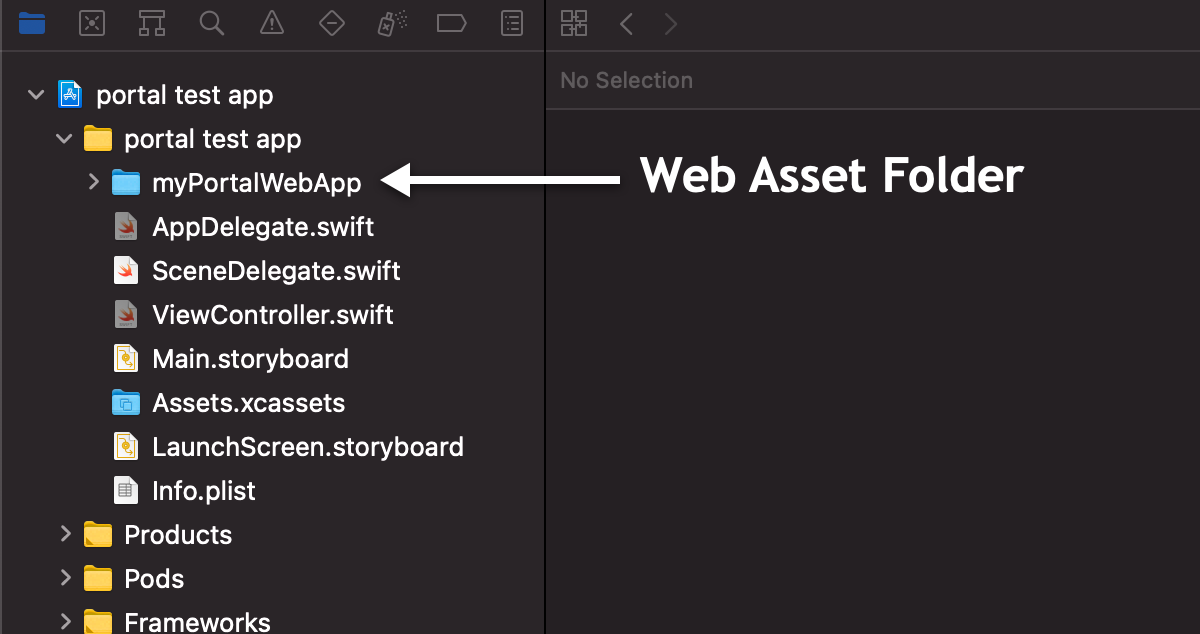 No Selection
portal test app
portal test app
myPortalWebApp
Web Asset Folder
AppDelegate.swift
SceneDelegate.swift
ViewController.swift
Main.storyboard
Assets.xcassets
LaunchScreen.storyboard
Info.plist
Products
Pods
Frameworks